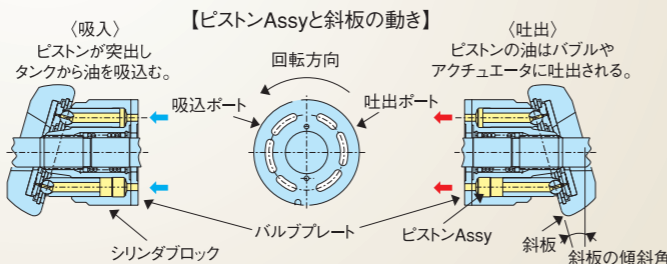 【ピストンAssyと斜板の動き】
〈吸入〉
ピストンが突出し
タンクから油を吸込む。
回転方向
吸込ポート
吐出ポート
〈吐出〉
ピストンの油はバブルや
アクチュエータに吐出される。
シリンダブロック
バルブプレート
ピストンAssy
斜板
斜板の傾斜角